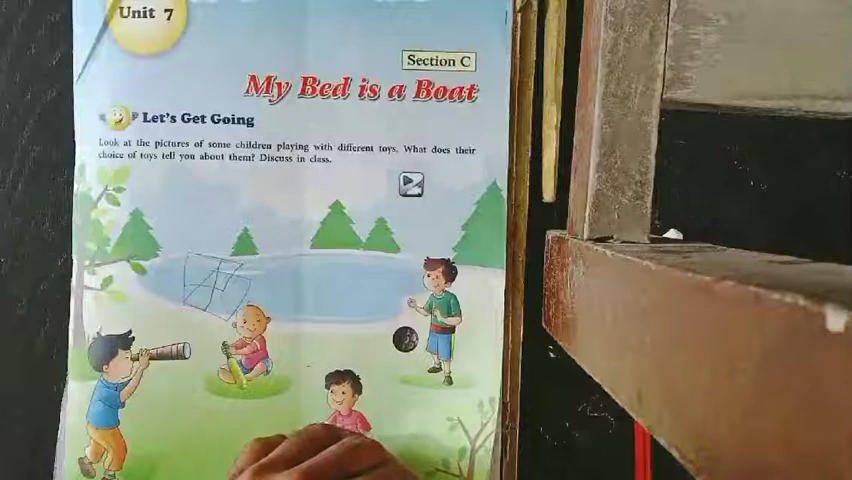 Unit 7
Section C
My Bed is a Boat
Let's Get Going
Look at the pictures of some children playing with different toys. What does their
choice of toys tell you about them? Discuss in class.